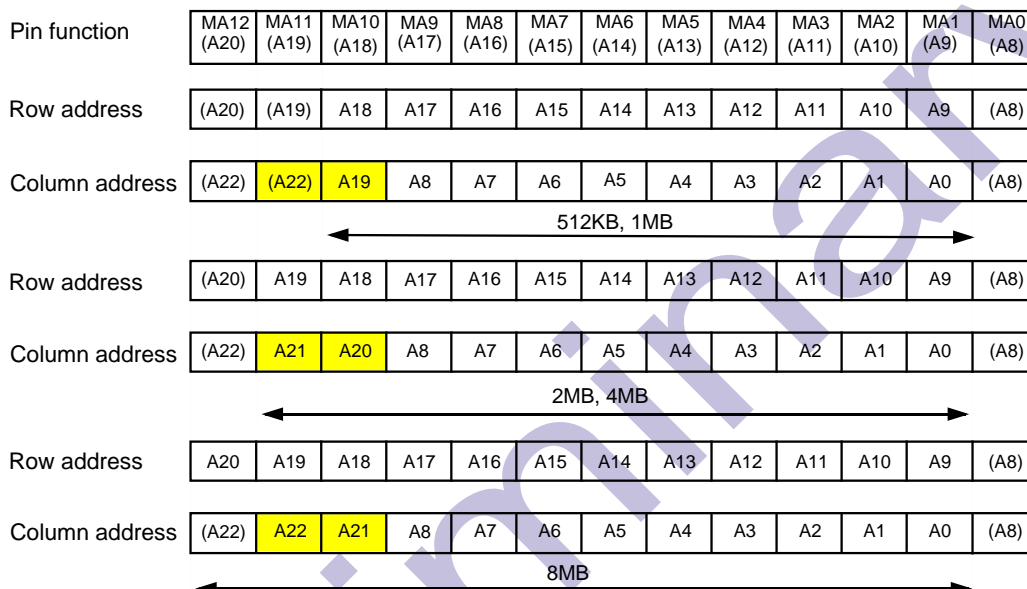 Pin function MA12 (A20) MA11 (A19) MA10 (A18) MA9 (A17) MA8 (A16) MA7 (A15) MA6 (A14) MA5 (A13) MA4 (A12) MA3 (A11) MA2 (A10) MA1 (A9) MA0 (A8)
Row address (A20) (A19) A18 A17 A16 A15 A14 A13 A12 A11 A10 A9 (A8)
Column address (A22) (A22) A19 A8 A7 A6 A5 A4 A3 A2 A1 A0 (A8)
512KB, 1MB
Row address (A20) A19 A18 A17 A16 A15 A14 A13 A12 A11 A10 A9 (A8)
Column address (A22) A21 A20 A8 A7 A6 A5 A4 A3 A2 A1 A0 (A8)
2MB, 4MB
Row address A20 A19 A18 A17 A16 A15 A14 A13 A12 A11 A10 A9 (A8)
Column address (A22) A22 A21 A8 A7 A6 A5 A4 A3 A2 A1 A0 (A8)
8MB